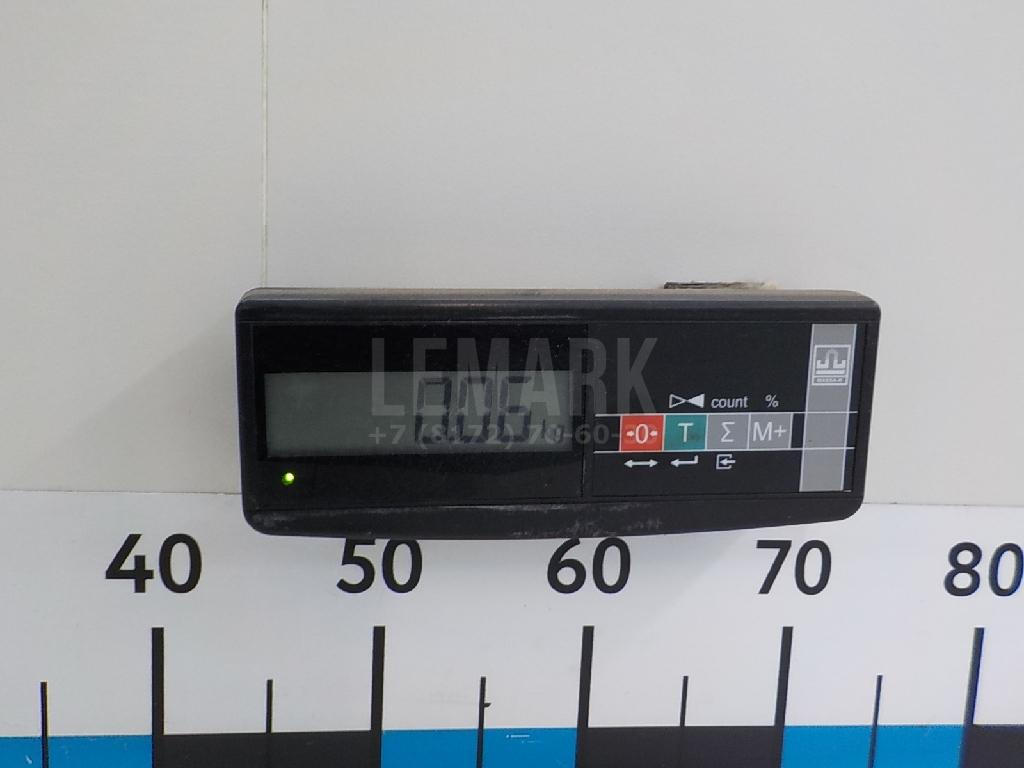 LEMARK
+7 (8172) 70-60-
count %
0 T Σ M+
40 50 60 70 80